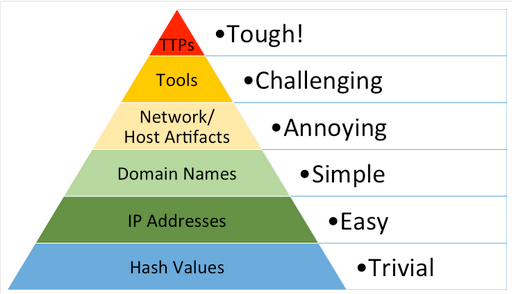 TTPs
•Tough!
Tools
•Challenging
Network/
Host Artifacts
•Annoying
Domain Names
•Simple
IP Addresses
•Easy
Hash Values
•Trivial